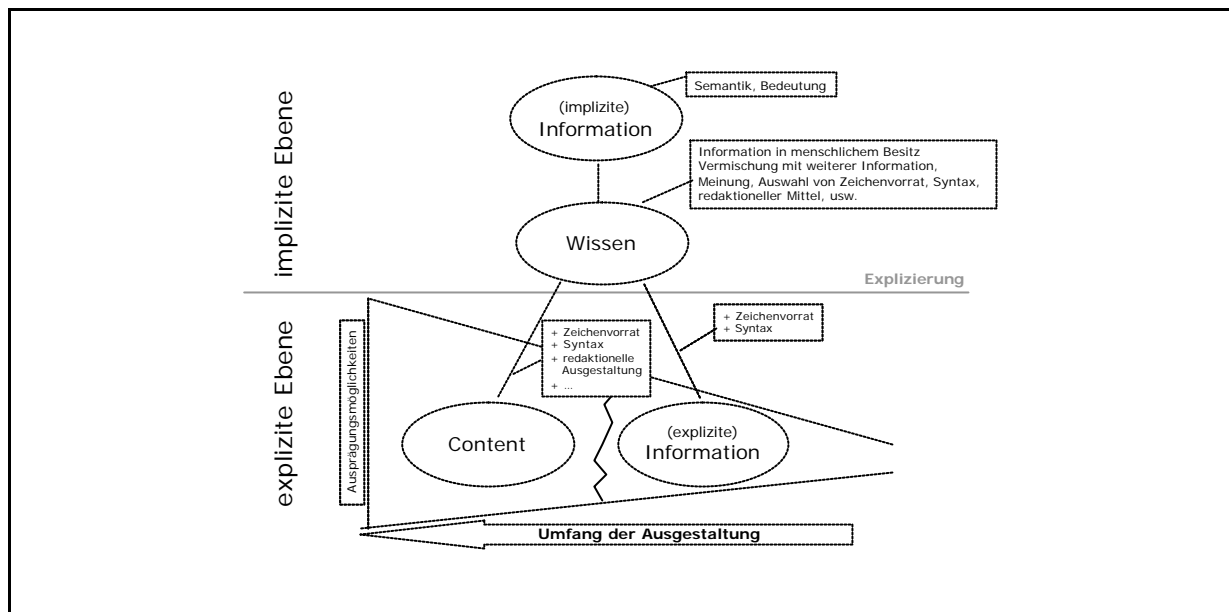 implizite Ebene
(implizite)
Information
Semantik, Bedeutung
Information in menschlichem Besitz
Vermischung mit weiterer Information,
Meinung, Auswahl von Zeichenvorrat, Syntax,
redaktioneller Mittel, usw.
Wissen
Explizierung
explizite Ebene
Ausprägungsmöglichkeiten
+ Zeichenvorrat
+ Syntax
+ redaktionelle
Ausgestaltung
+ ...
+ Zeichenvorrat
+ Syntax
Content
(explizite)
Information
Umfang der Ausgestaltung